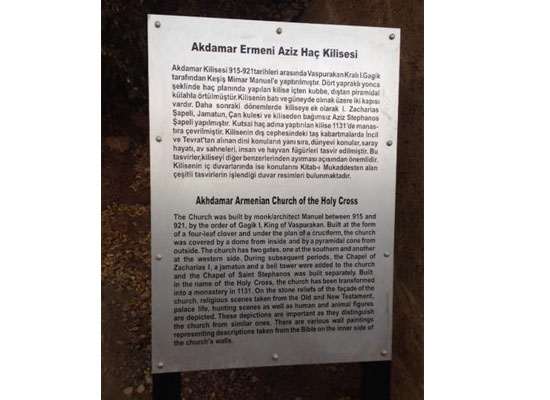 Akdamar Ermeni Aziz Haç Kilisesi
Akdamar Kilisesi 915-921tarihleri arasında Vaspurakan Kralı I.Gagik
tarafından Keşiş Mimar Manuel'e yaptırılmıştır. Dört yapraklı yonca
şeklinde haç planında yapılan kilise içten kubbe, dıştan piramidal
külahla örtülmüştür.Kilisenin batı ve güneyde olmak üzere iki kapısı
vardır. Daha sonraki dönemlerde kiliseye ek olarak I. Zacharias
Şapeli, Jamatun, Çan kulesi ve kiliseden bağımsız Aziz Stephanos
Şapeli yapılmıştır. Kutsal haç adına yaptırılan kilise 1131'de manas-
tıra çevrilmiştir. Kilisenin dış cephesindeki taş kabartmalarda İncil
ve Tevrat'tan alınan dini konuların yanı sıra, dünyevi konular, saray
hayatı, av sahneleri, insan ve hayvan figürleri tasvir edilmiştir. Bu
tasvirler,kiliseyi diğer benzerlerinden ayırması açısından önemlidir.
Kilisenin iç duvarlarında ise konularını Kitab-ı Mukaddesten alan
çeşitli tasvirlerin işlendiği duvar resimleri bulunmaktadır.
Akhdamar Armenian Church of the Holy Cross
The Church was built by monk/architect Manuel between 915 and
921, by the order of Gagik I, King of Vaspurakan. Built at the form
of a four-leaf clover and under the plan of a cruciform, the church
was covered by a dome from inside and by a pyramidal cone from
outside. The church has two gates, one at the southern and another
at the western side. During subsequent periods, the Chapel of
Zacharias I, a jamatun and a bell tower were added to the church
and the Chapel of Saint Stephanos was built separately. Built
in the name of the Holy Cross, the church has been transformed
into a monastery in 1131. On the stone reliefs of the façade of the
church, religious scenes taken from the Old and New Testament,
palace life, hunting scenes as well as human and animal figures
are depicted. These depictions are important as they distinguish
the church from similar ones. There are various wall paintings
representing descriptions taken from the Bible on the inner side of
the church's walls.